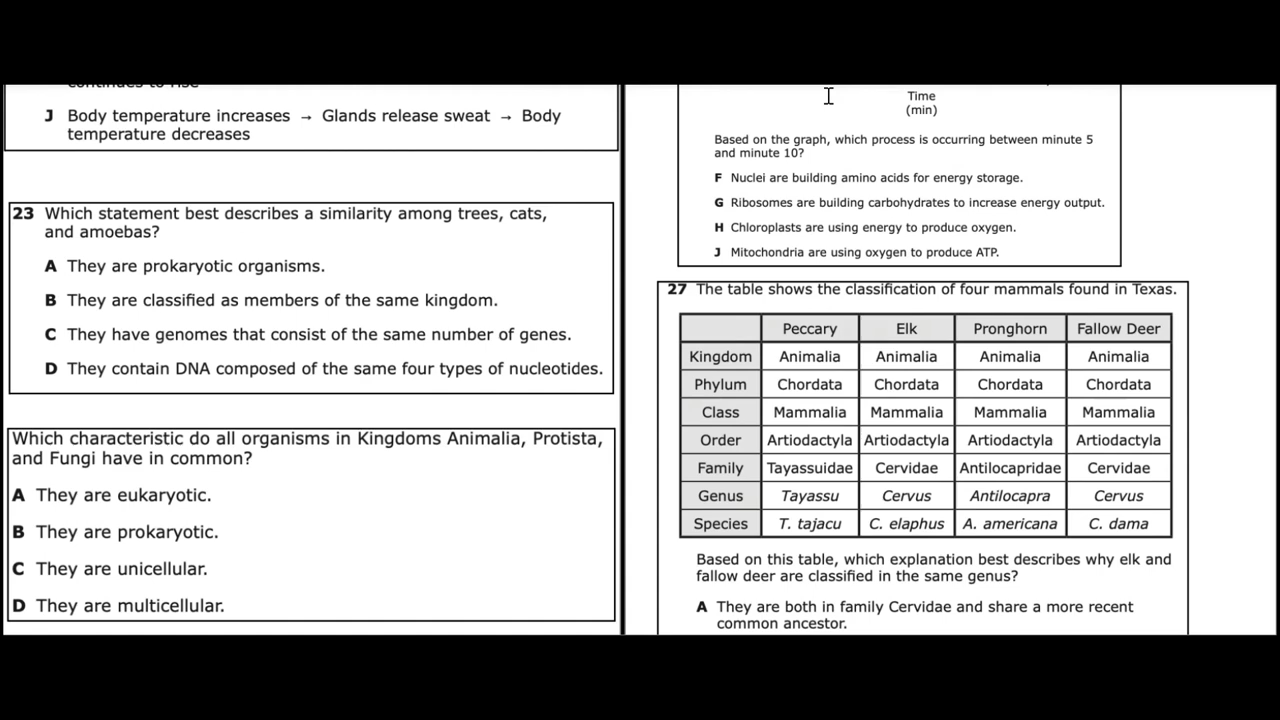 continues to rise
J Body temperature increases → Glands release sweat → Body
temperature decreases
23 Which statement best describes a similarity among trees, cats,
and amoebas?
A They are prokaryotic organisms.
B They are classified as members of the same kingdom.
C They have genomes that consist of the same number of genes.
D They contain DNA composed of the same four types of nucleotides.
Which characteristic do all organisms in Kingdoms Animalia, Protista,
and Fungi have in common?
A They are eukaryotic.
B They are prokaryotic.
C They are unicellular.
D They are multicellular.
Time
(min)
Based on the graph, which process is occurring between minute 5
and minute 10?
F Nuclei are building amino acids for energy storage.
G Ribosomes are building carbohydrates to increase energy output.
H Chloroplasts are using energy to produce oxygen.
J Mitochondria are using oxygen to produce ATP.
27 The table shows the classification of four mammals found in Texas.
Peccary Elk Pronghorn Fallow Deer
Kingdom Animalia Animalia Animalia Animalia
Phylum Chordata Chordata Chordata Chordata
Class Mammalia Mammalia Mammalia Mammalia
Order Artiodactyla Artiodactyla Artiodactyla Artiodactyla
Family Tayassuidae Cervidae Antilocapridae Cervidae
Genus Tayassu Cervus Antilocapra Cervus
Species T. tajacu C. elaphus A. americana C. dama
Based on this table, which explanation best describes why elk and
fallow deer are classified in the same genus?
A They are both in family Cervidae and share a more recent
common ancestor.